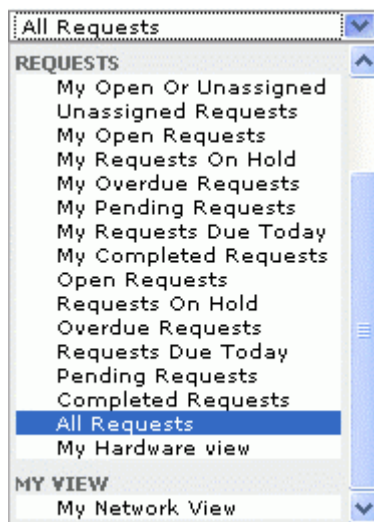 All Requests
REQUESTS
My Open Or Unassigned
Unassigned Requests
My Open Requests
My Requests On Hold
My Overdue Requests
My Pending Requests
My Requests Due Today
My Completed Requests
Open Requests
Requests On Hold
Overdue Requests
Requests Due Today
Pending Requests
Completed Requests
All Requests
My Hardware view
MY VIEW
My Network View